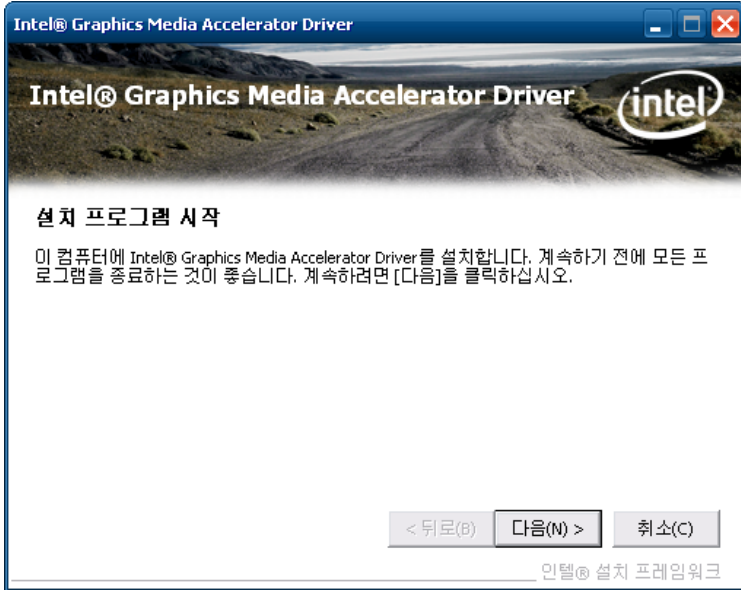 Intel® Graphics Media Accelerator Driver
Intel® Graphics Media Accelerator Driver
intel
설치 프로그램 시작
이 컴퓨터에 Intel® Graphics Media Accelerator Driver를 설치합니다. 계속하기 전에 모든 프
로그램을 종료하는 것이 좋습니다. 계속하려면 [다음]을 클릭하십시오.
< 뒤로(B) 다음(N) > 취소(C)
인텔® 설치 프레임워크